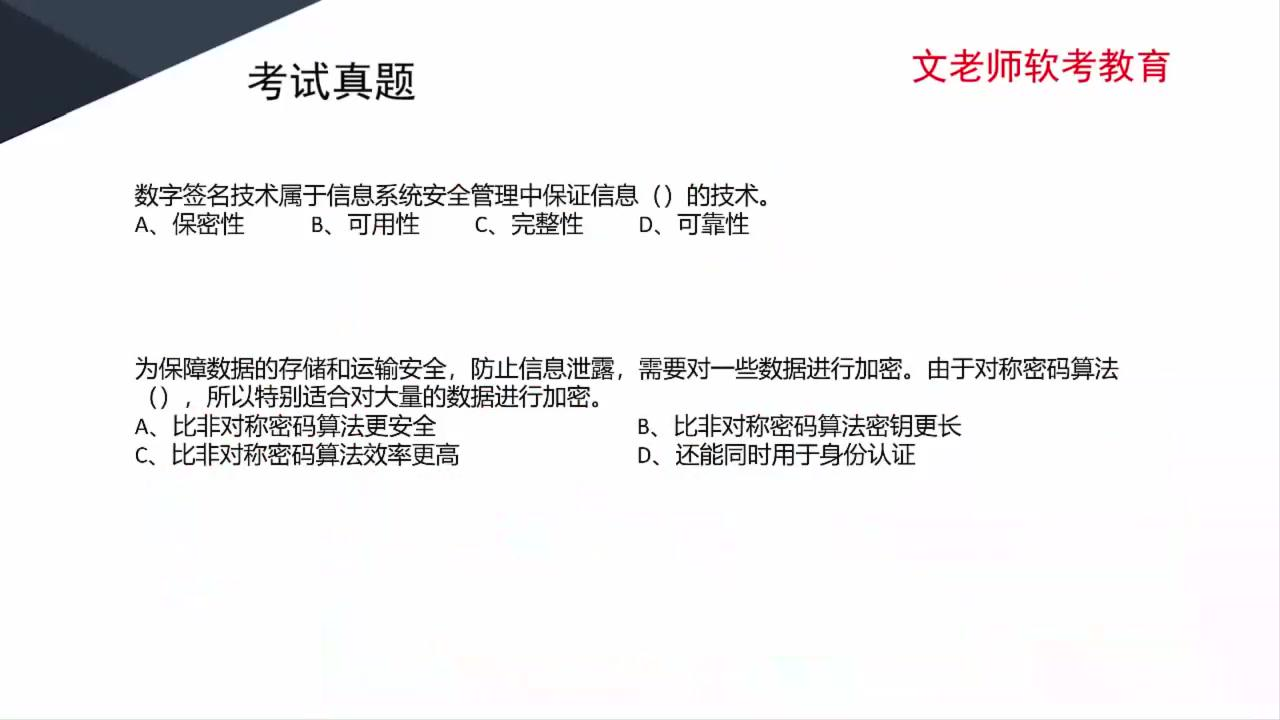 考试真题
文老师软考教育
数字签名技术属于信息系统安全管理中保证信息（）的技术。
A、保密性 B、可用性 C、完整性 D、可靠性
为保障数据的存储和运输安全，防止信息泄露，需要对一些数据进行加密。由于对称密码算法
（），所以特别适合对大量的数据进行加密。
A、比非对称密码算法更安全 B、比非对称密码算法密钥更长
C、比非对称密码算法效率更高 D、还能同时用于身份认证